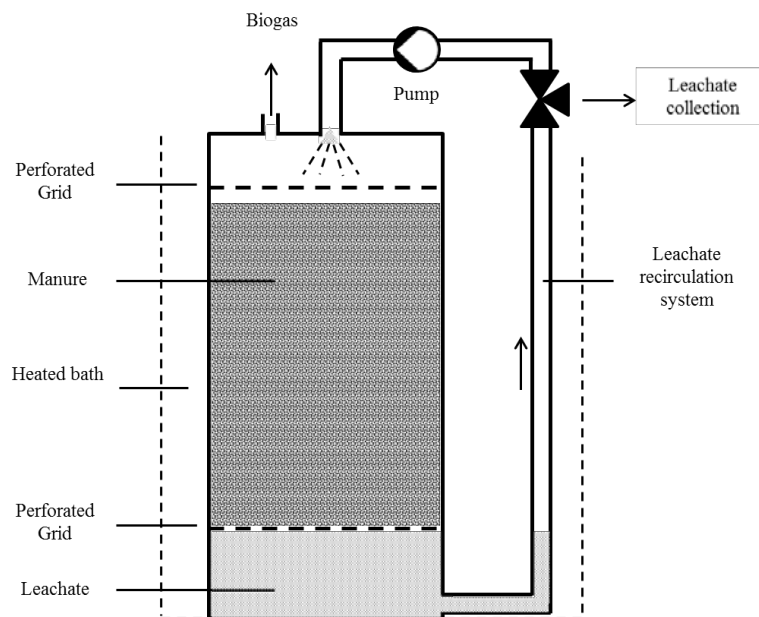 Biogas
Pump
Leachate
collection
Perforated
Grid
Manure
Leachate
recirculation
system
Heated bath
Perforated
Grid
Leachate